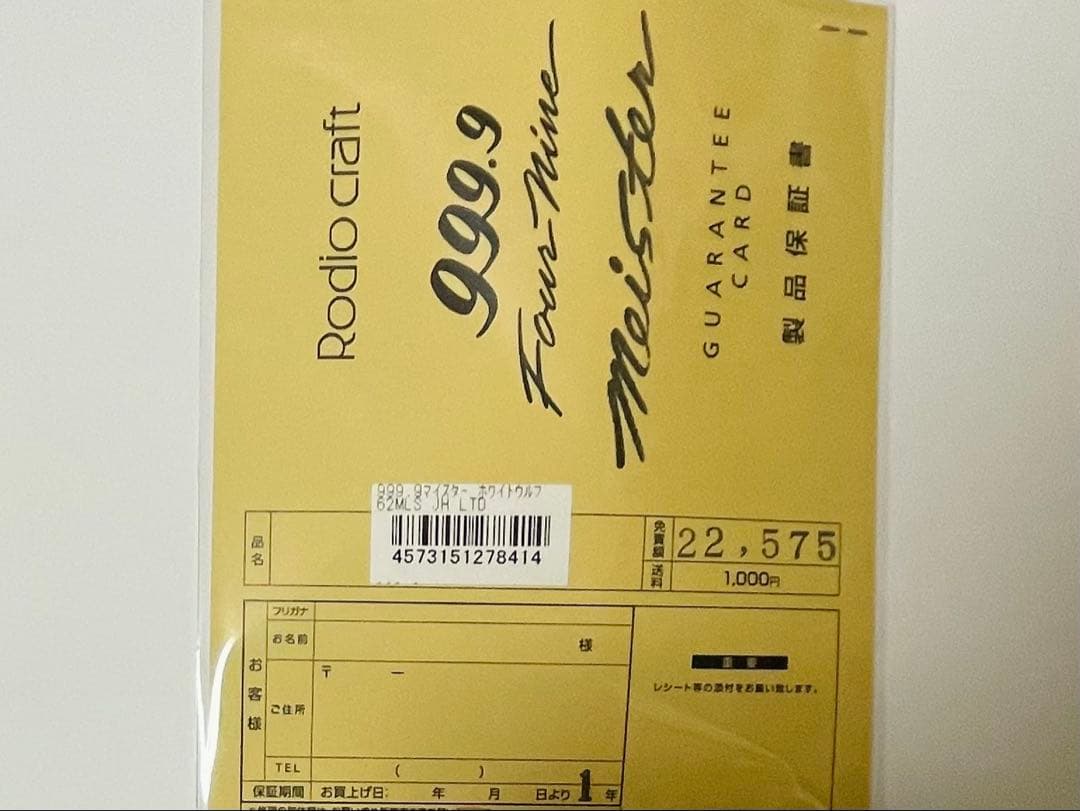 Rodio craft
999.9
Four Nine
Meister
GUARANTEE
CARD
製品保証書
999.9マイスター ホワイトウルフ
62MLS JH LTD
4573151278414
品名
免責額
22,575
送料
1,000円
お客様
フリガナ
お名前
様
ご住所
〒 ー
TEL
( )
重要
レシート等の添付をお願い致します。
保証期間 お買上げ日: 年 月 日より 1 年